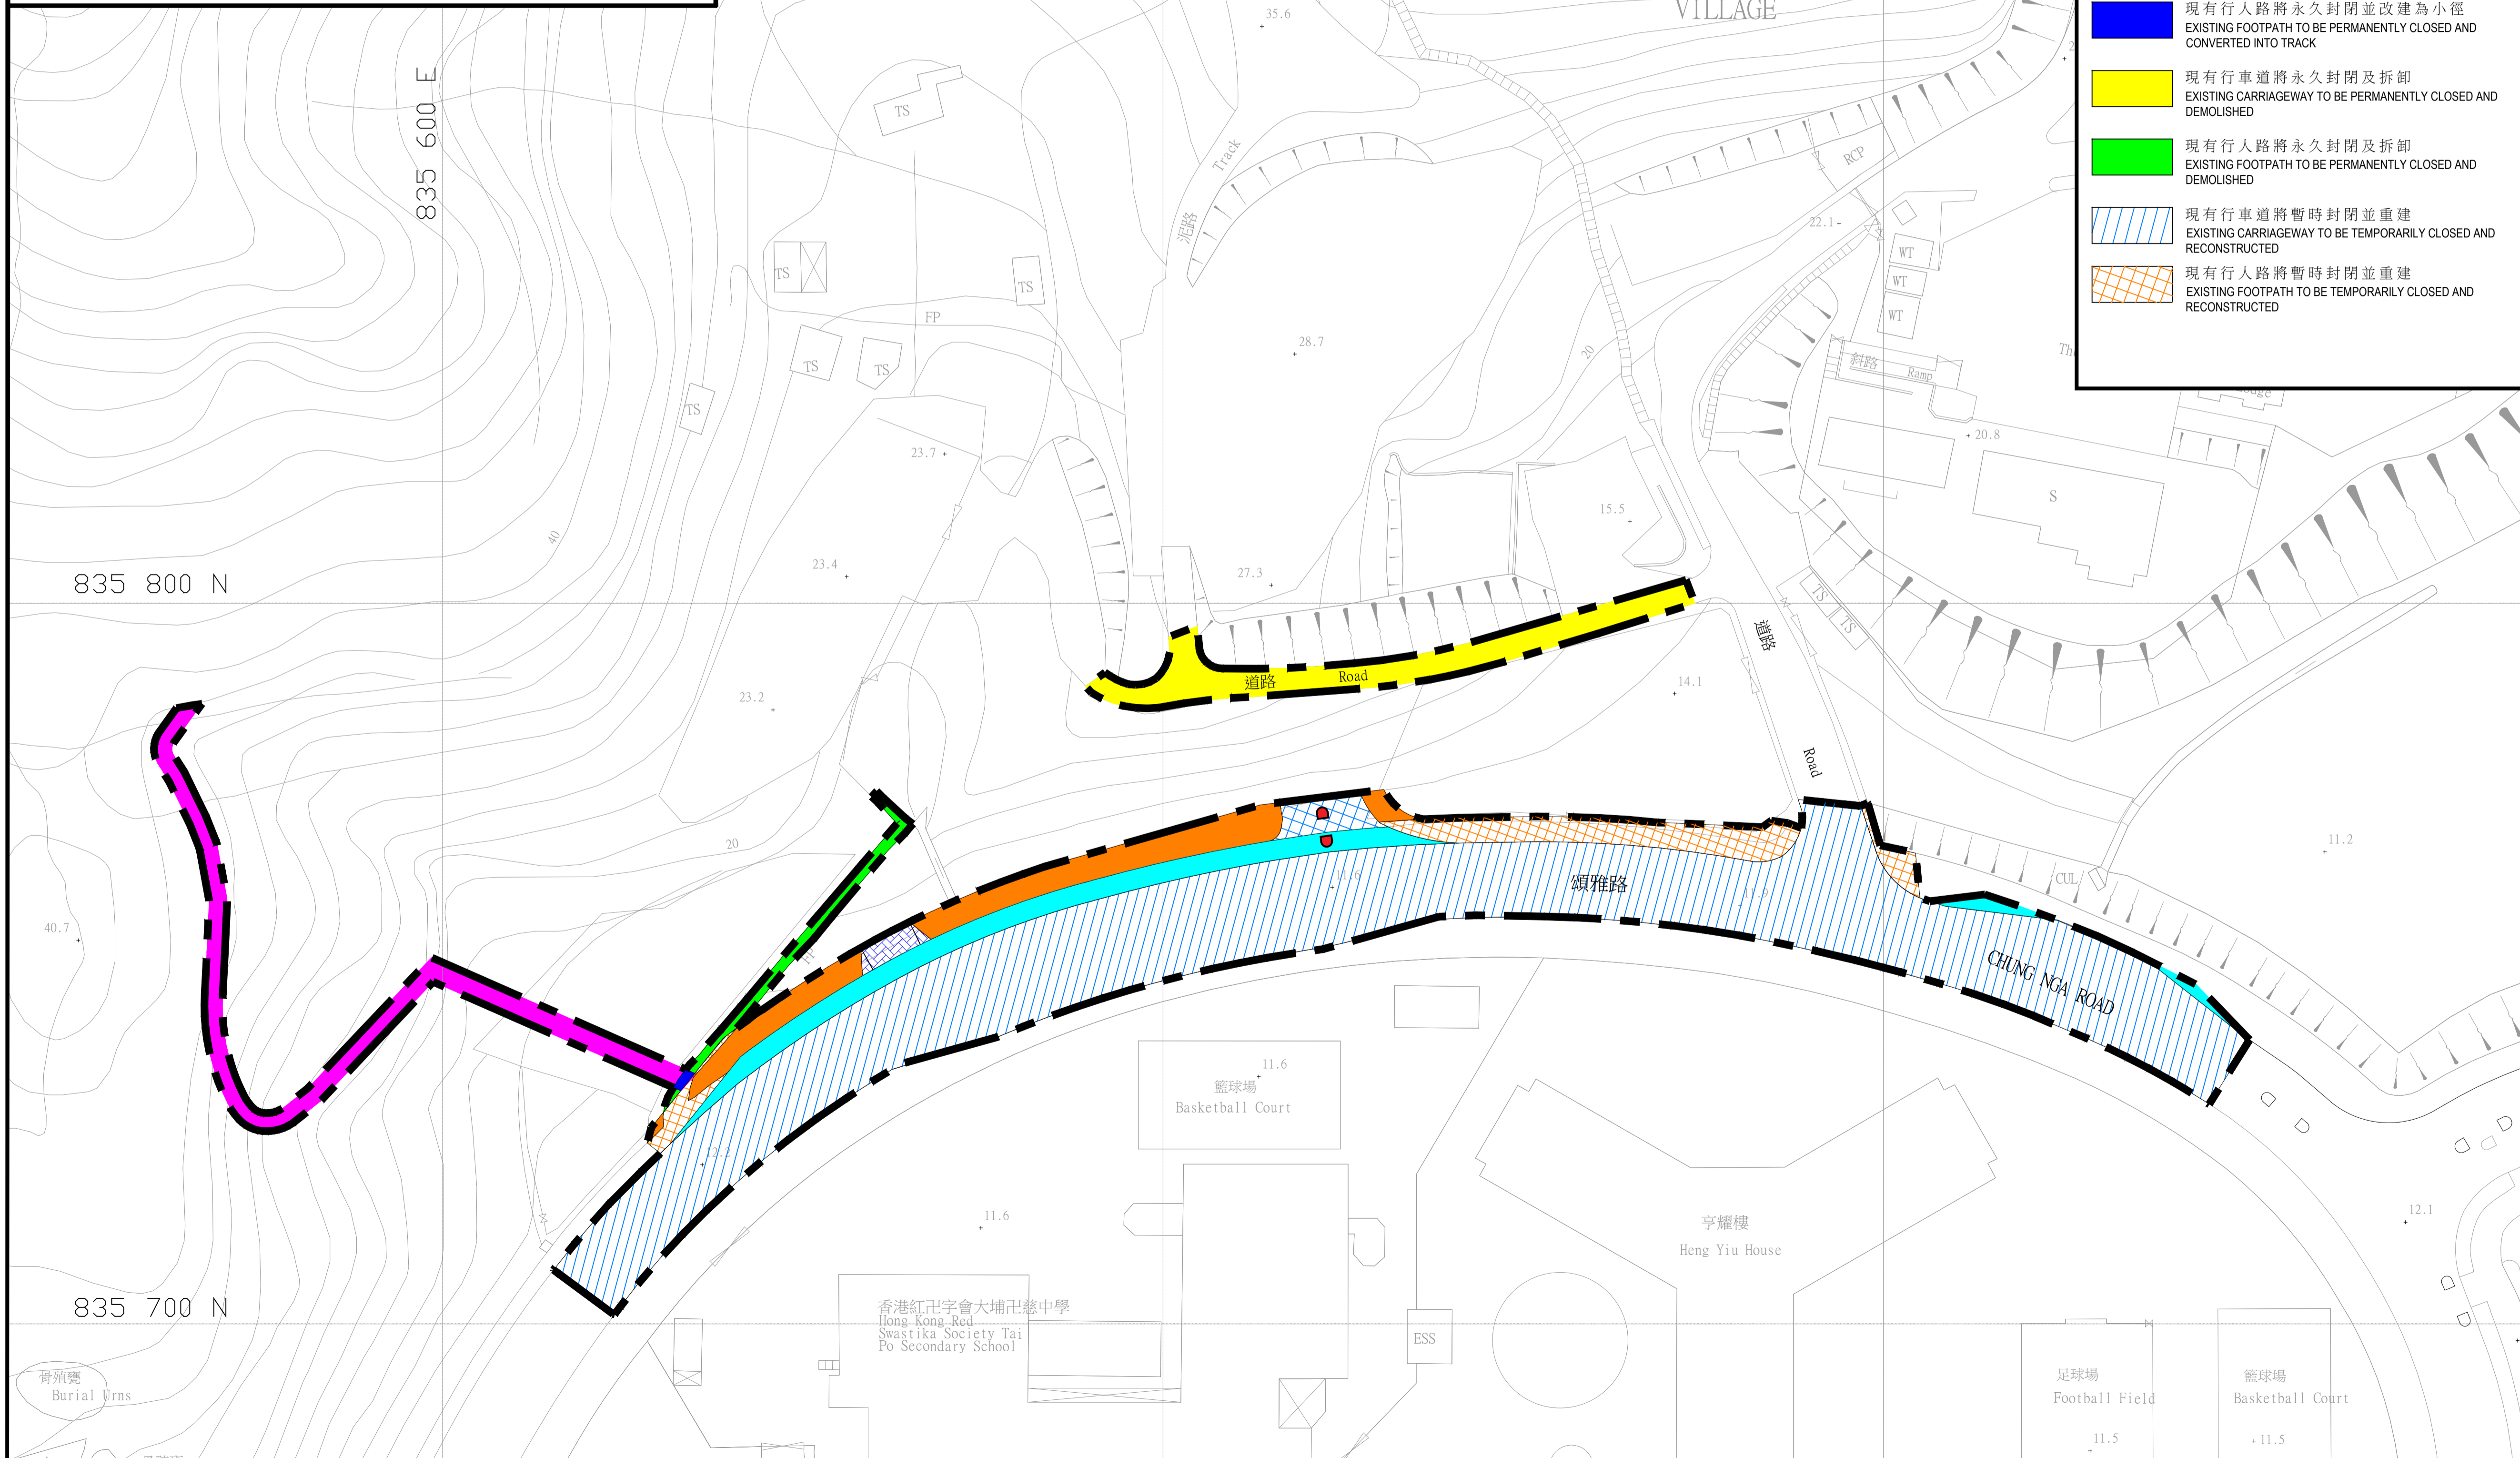 VILLAGE
現有行人路將永久封閉並改建為小徑
EXISTING FOOTPATH TO BE PERMANENTLY CLOSED AND
CONVERTED INTO TRACK
現有行車道將永久封閉及拆卸
EXISTING CARRIAGEWAY TO BE PERMANENTLY CLOSED AND
DEMOLISHED
現有行人路將永久封閉及拆卸
EXISTING FOOTPATH TO BE PERMANENTLY CLOSED AND
DEMOLISHED
現有行車道將暫時封閉並重建
EXISTING CARRIAGEWAY TO BE TEMPORARILY CLOSED AND
RECONSTRUCTED
現有行人路將暫時封閉並重建
EXISTING FOOTPATH TO BE TEMPORARILY CLOSED AND
RECONSTRUCTED
35.6
835 600 E
TS
泥路 Track
RCP
22.1
WT
WT
WT
TS
TS
FP
TS
TS
TS
28.7
20
斜路
Ramp
20.8
S
23.7
15.5
40
23.4
27.3
835 800 N
TS
TS
道路 Road
道路
Road
23.2
14.1
20
11.2
40.7
11.6
頌雅路
11.9
CUL
CHUNG NGA ROAD
12.2
11.6
籃球場
Basketball Court
11.6
亨耀樓
Heng Yiu House
12.1
835 700 N
香港紅卍字會大埔卍慈中學
Hong Kong Red
Swastika Society Tai
Po Secondary School
ESS
骨殖甕
Burial Urns
足球場
Football Field
籃球場
Basketball Court
11.5
11.5